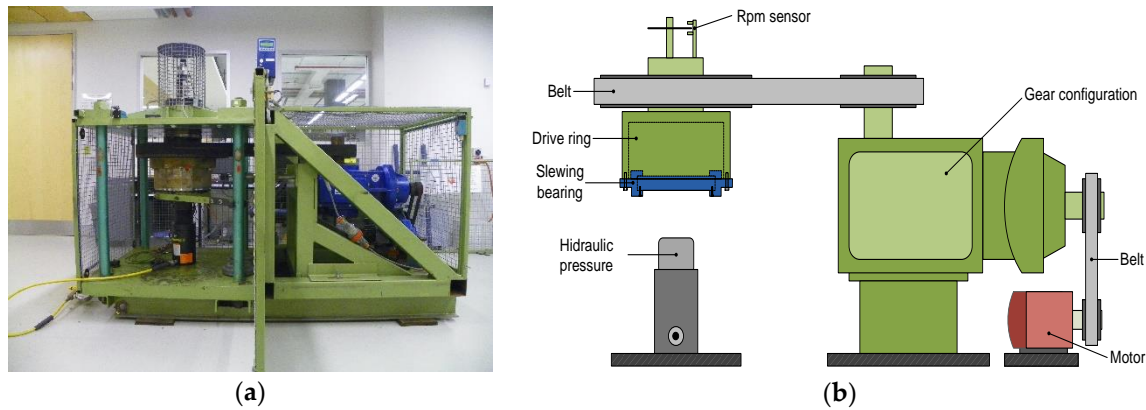 Rpm sensor
Belt
Gear configuration
Drive ring
Slewing
bearing
Hidraulic
pressure
Belt
Motor
(a)
(b)